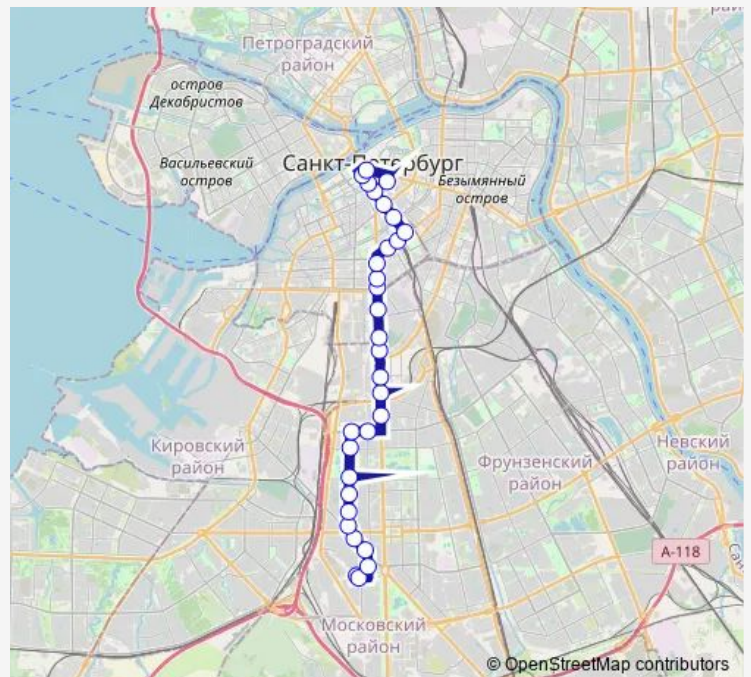 Петроградский
район
остров
Декабристов
Санкт-Петербург
Васильевский
остров
Безымянный
остров
Кировский
район
Невский
район
Фрунзенский
район
А-118
Московский
район
© OpenStreetMap contributors